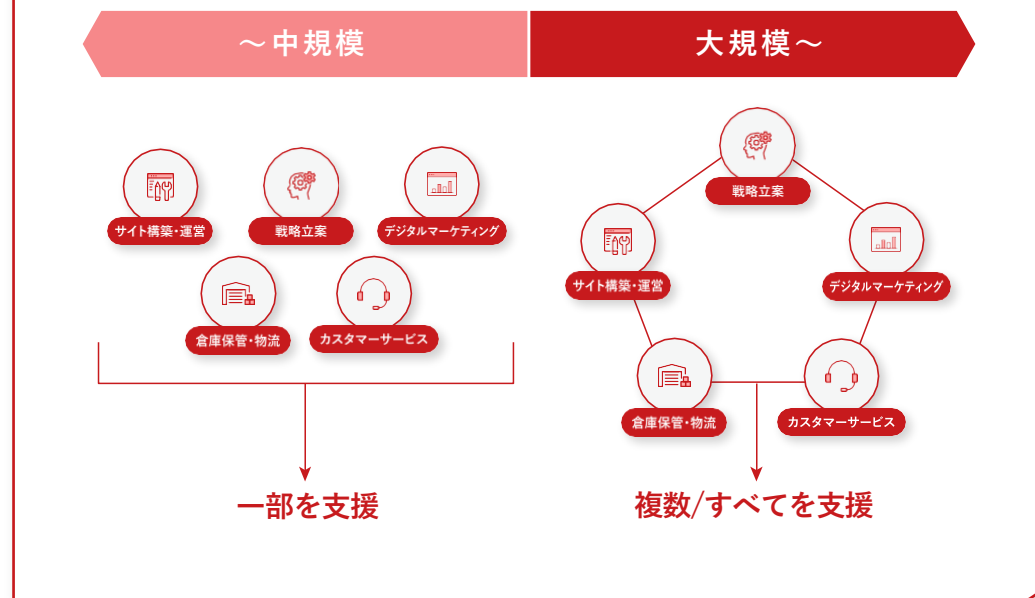 ～中規模
大規模～
サイト構築・運営
戦略立案
デジタルマーケティング
倉庫保管・物流
カスタマーサービス
一部を支援
戦略立案
サイト構築・運営
デジタルマーケティング
倉庫保管・物流
カスタマーサービス
複数/すべてを支援